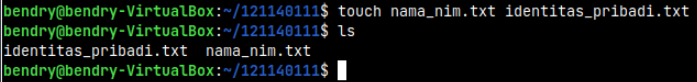 bendry@bendry-VirtualBox:~/121140111$ touch nama_nim.txt identitas_pribadi.txt
bendry@bendry-VirtualBox:~/121140111$ ls
identitas_pribadi.txt  nama_nim.txt
bendry@bendry-VirtualBox:~/121140111$